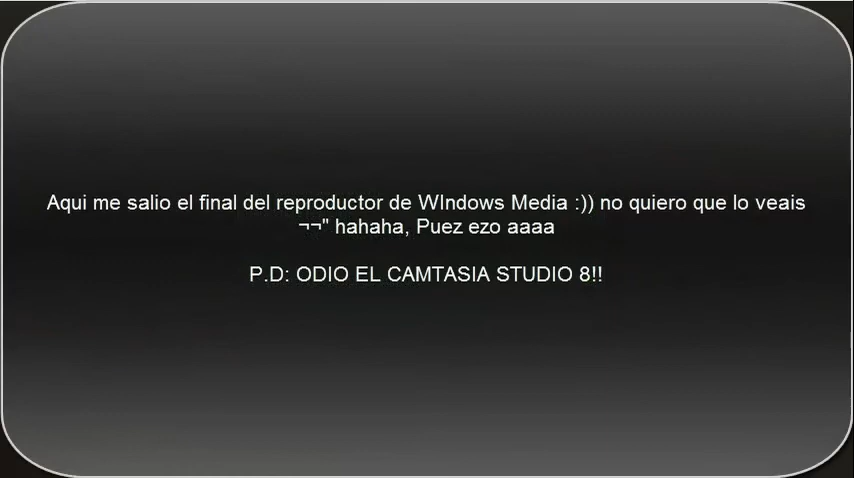 Aqui me salio el final del reproductor de WIndows Media :)) no quiero que lo veais
¬¬" hahaha, Puez ezo aaaa
P.D: ODIO EL CAMTASIA STUDIO 8!!